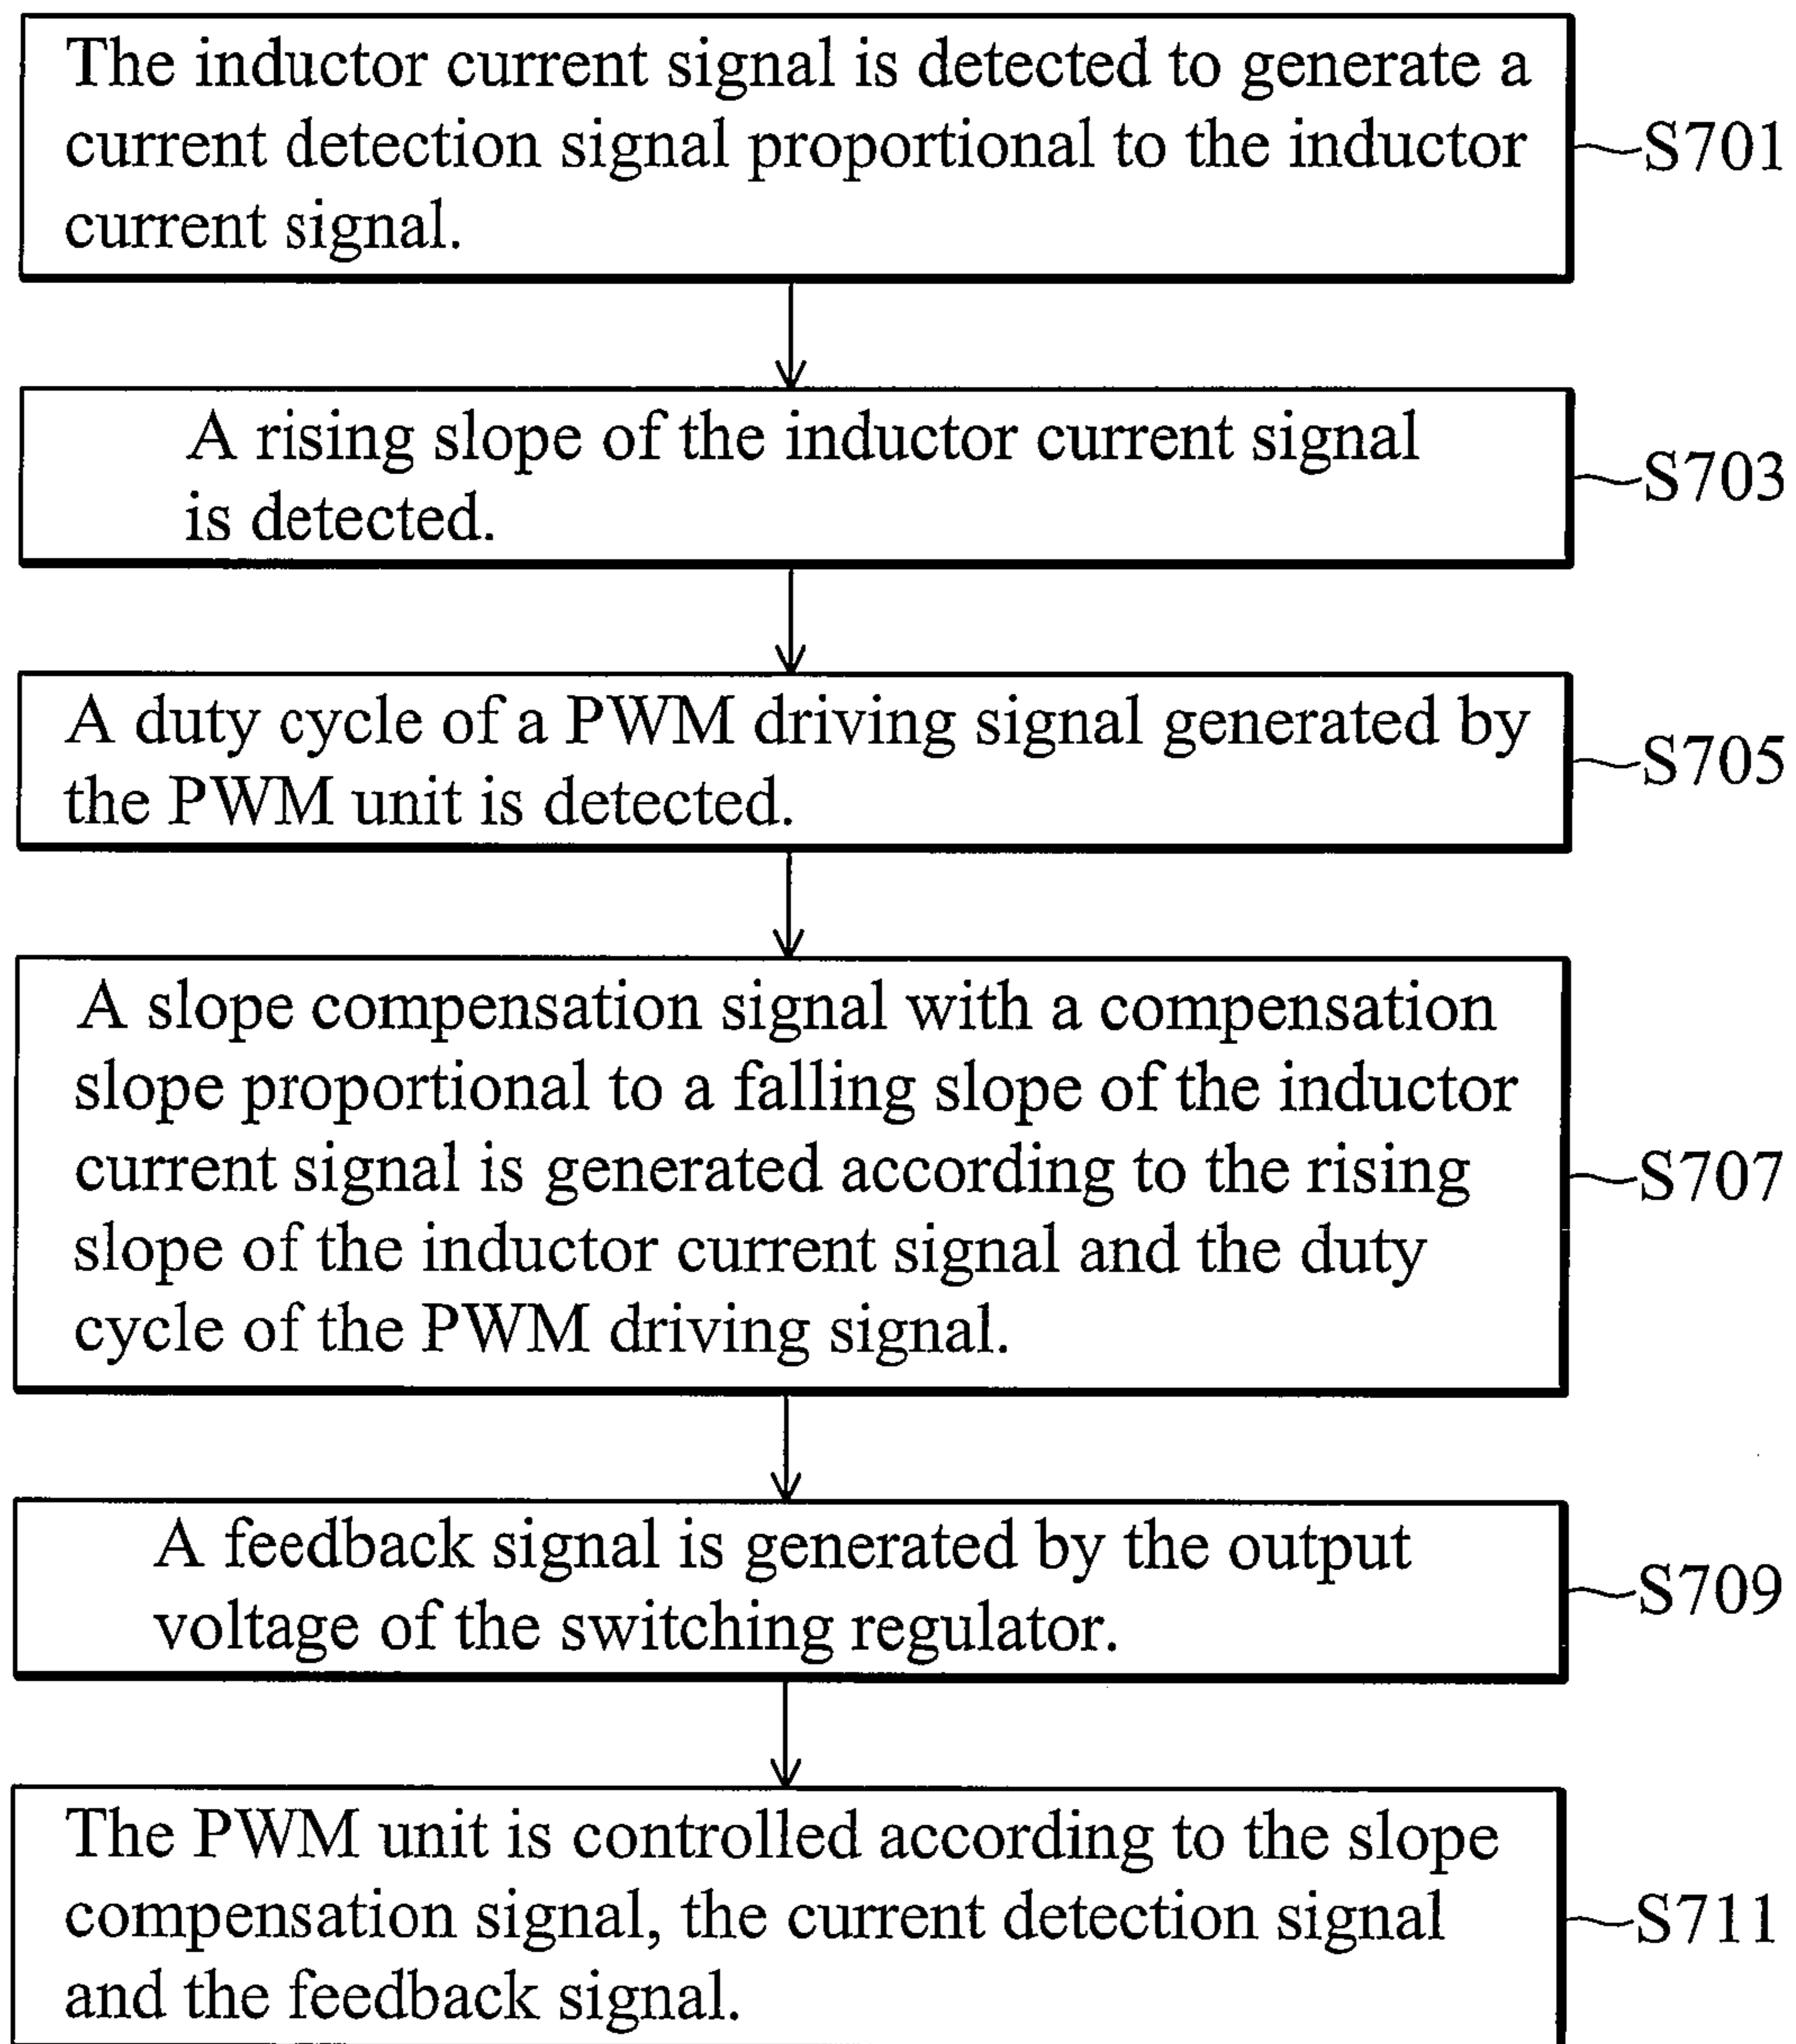 The inductor current signal is detected to generate a
current detection signal proportional to the inductor
current signal.
S701
A rising slope of the inductor current signal
is detected.
S703
A duty cycle of a PWM driving signal generated by
the PWM unit is detected.
S705
A slope compensation signal with a compensation
slope proportional to a falling slope of the inductor
current signal is generated according to the rising
slope of the inductor current signal and the duty
cycle of the PWM driving signal.
S707
A feedback signal is generated by the output
voltage of the switching regulator.
S709
The PWM unit is controlled according to the slope
compensation signal, the current detection signal
and the feedback signal.
S711